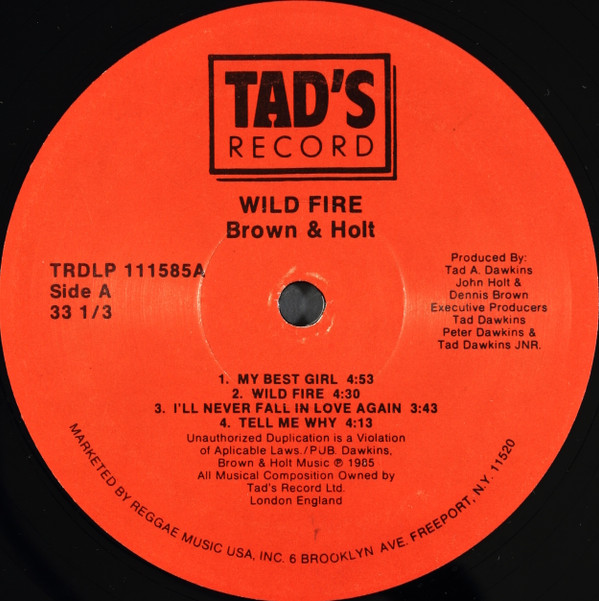 TAD'S
RECORD
WILD FIRE
Brown & Holt
TRDLP 111585A
Side A
33 1/3
Produced By:
Tad A. Dawkins
John Holt &
Dennis Brown
Executive Producers
Tad Dawkins
Peter Dawkins &
Tad Dawkins JNR.
1. MY BEST GIRL 4:53
2. WILD FIRE 4:30
3. I'LL NEVER FALL IN LOVE AGAIN 3:43
4. TELL ME WHY 4:13
Unauthorized Duplication is a Violation
of Aplicable Laws./PUB. Dawkins,
Brown & Holt Music ℗ 1985
All Musical Composition Owned by
Tad's Record Ltd.
London England
MARKETED BY REGGAE MUSIC USA, INC. 6 BROOKLYN AVE. FREEPORT, N.Y. 11520